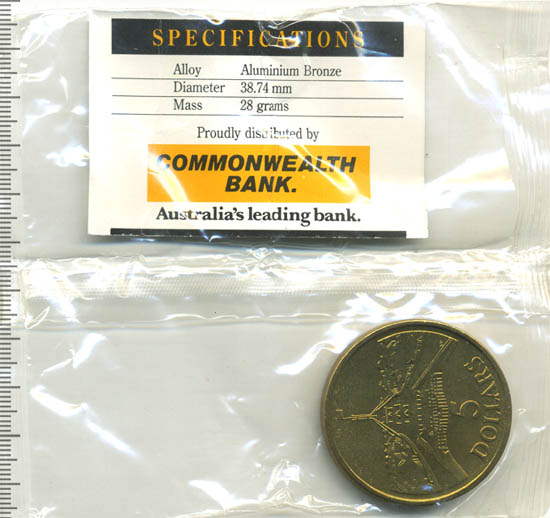 SPECIFICATIONS
Alloy Aluminium Bronze
Diameter 38.74 mm
Mass 28 grams
Proudly distributed by
COMMONWEALTH
BANK.
Australia's leading bank.
5
DOLLARS